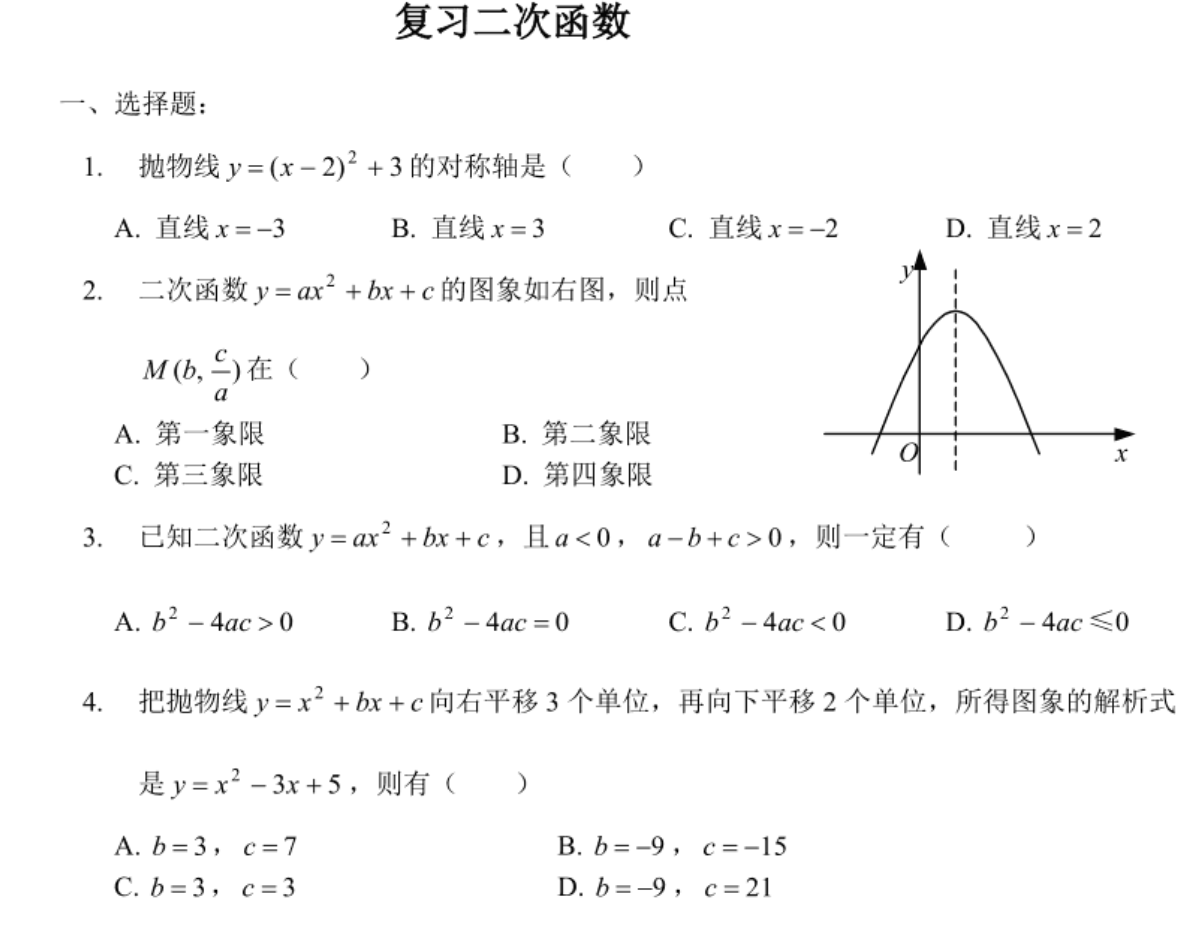 复习二次函数
一、选择题：
1. 抛物线 y = (x − 2)² + 3 的对称轴是（　　）
A. 直线 x = −3　B. 直线 x = 3　C. 直线 x = −2　D. 直线 x = 2
2. 二次函数 y = ax² + bx + c 的图象如右图，则点
M (b, c/a) 在（　　）
A. 第一象限　B. 第二象限
C. 第三象限　D. 第四象限
y
O
x
3. 已知二次函数 y = ax² + bx + c，且 a < 0，a − b + c > 0，则一定有（　　）
A. b² − 4ac > 0　B. b² − 4ac = 0　C. b² − 4ac < 0　D. b² − 4ac ≤ 0
4. 把抛物线 y = x² + bx + c 向右平移 3 个单位，再向下平移 2 个单位，所得图象的解析式
是 y = x² − 3x + 5，则有（　　）
A. b = 3，c = 7　B. b = −9，c = −15
C. b = 3，c = 3　D. b = −9，c = 21